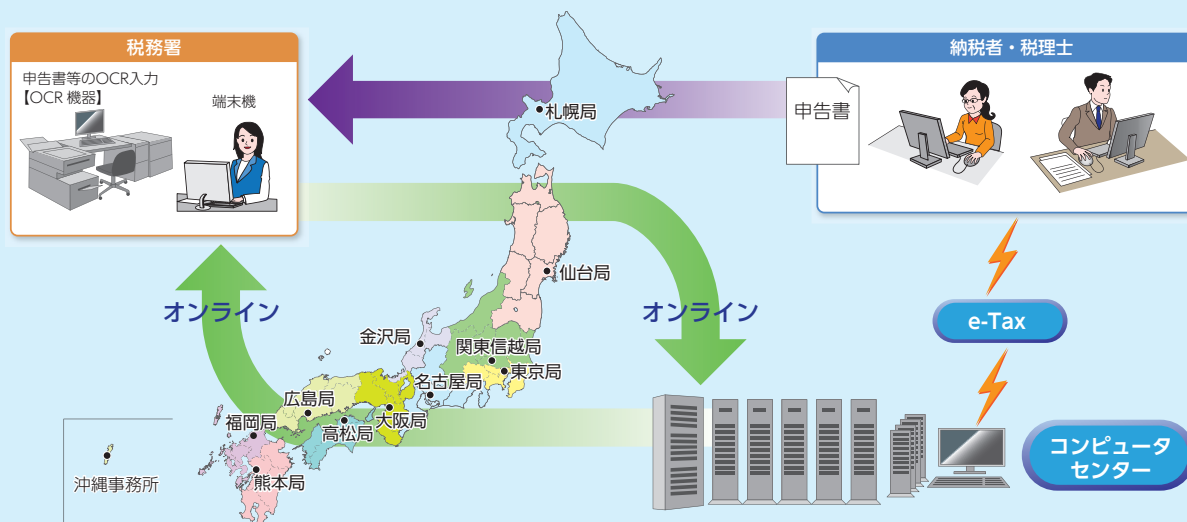 税務署
申告書等のOCR入力
【OCR 機器】
端末機
納税者・税理士
申告書
札幌局
仙台局
オンライン
オンライン
e-Tax
金沢局
関東信越局
東京局
名古屋局
広島局
福岡局
大阪局
高松局
熊本局
沖縄事務所
コンピュータ
センター